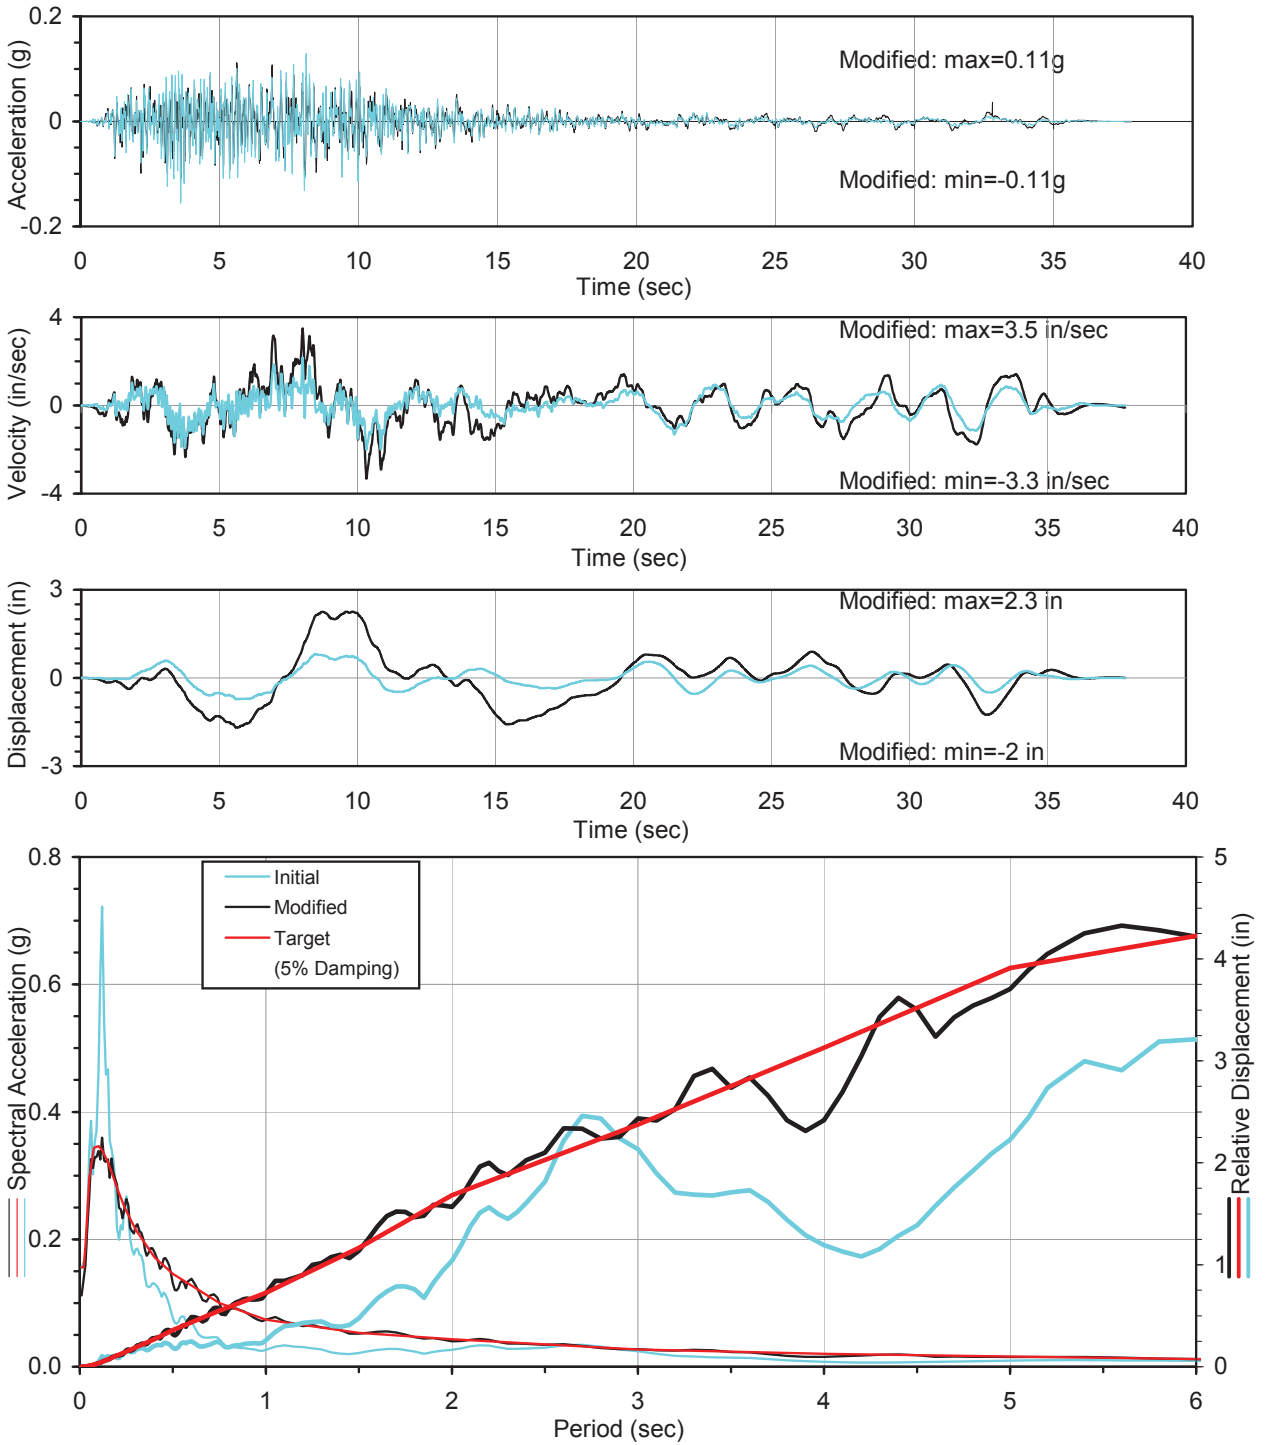 0.2
0
-0.2
Acceleration (g)
Modified: max=0.11g
Modified: min=-0.11g
0 5 10 15 20 25 30 35 40
Time (sec)
4
0
-4
Velocity (in/sec)
Modified: max=3.5 in/sec
Modified: min=-3.3 in/sec
0 5 10 15 20 25 30 35 40
Time (sec)
3
0
-3
Displacement (in)
Modified: max=2.3 in
Modified: min=-2 in
0 5 10 15 20 25 30 35 40
Time (sec)
0.8
0.6
0.4
0.2
0.0
Spectral Acceleration (g)
Initial
Modified
Target
(5% Damping)
5
4
3
2
1
0
Relative Displacement (in)
0 1 2 3 4 5 6
Period (sec)